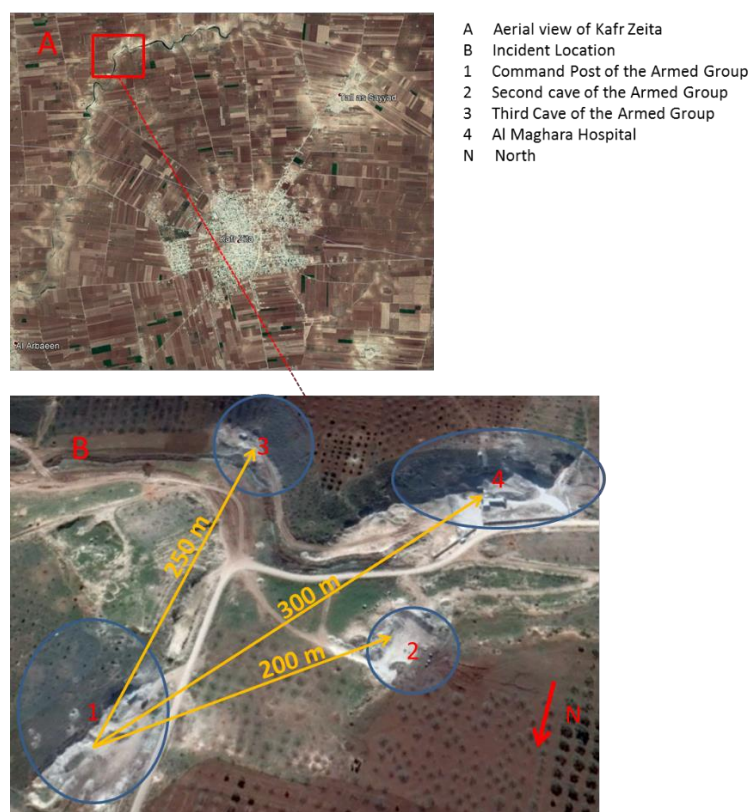 A
Tall as Sayyad
Kafr Zita
Al Arbaeen
A Aerial view of Kafr Zeita
B Incident Location
1 Command Post of the Armed Group
2 Second cave of the Armed Group
3 Third Cave of the Armed Group
4 Al Maghara Hospital
N North
B
3
4
250 m
300 m
200 m
2
1
N